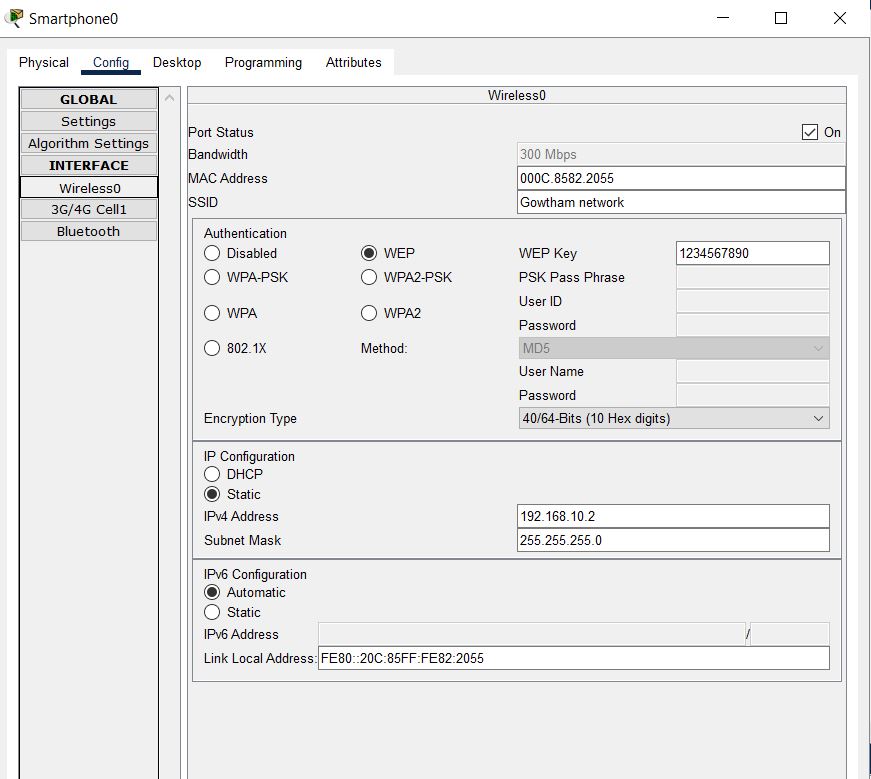 Smartphone0
Physical Config Desktop Programming Attributes
GLOBAL
Settings
Algorithm Settings
INTERFACE
Wireless0
3G/4G Cell1
Bluetooth
Wireless0
Port Status On
Bandwidth 300 Mbps
MAC Address 000C.8582.2055
SSID Gowtham network
Authentication
Disabled WEP WEP Key 1234567890
WPA-PSK WPA2-PSK PSK Pass Phrase
User ID
WPA WPA2
Password
802.1X Method: MD5
User Name
Password
Encryption Type 40/64-Bits (10 Hex digits)
IP Configuration
DHCP
Static
IPv4 Address 192.168.10.2
Subnet Mask 255.255.255.0
IPv6 Configuration
Automatic
Static
IPv6 Address /
Link Local Address: FE80::20C:85FF:FE82:2055